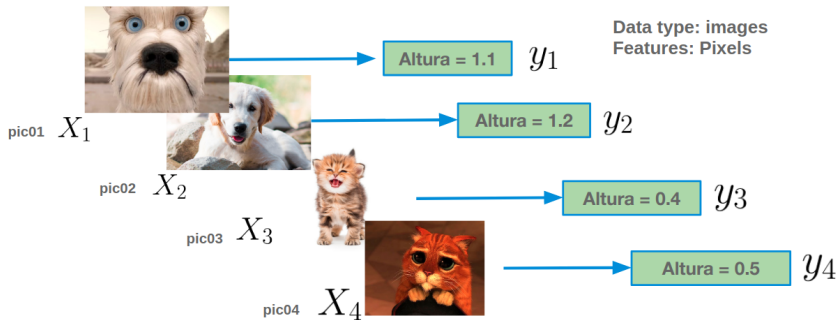 Data type: images
Features: Pixels
Altura = 1.1
y1
pic01
X1
Altura = 1.2
y2
pic02
X2
Altura = 0.4
y3
pic03
X3
Altura = 0.5
y4
pic04
X4